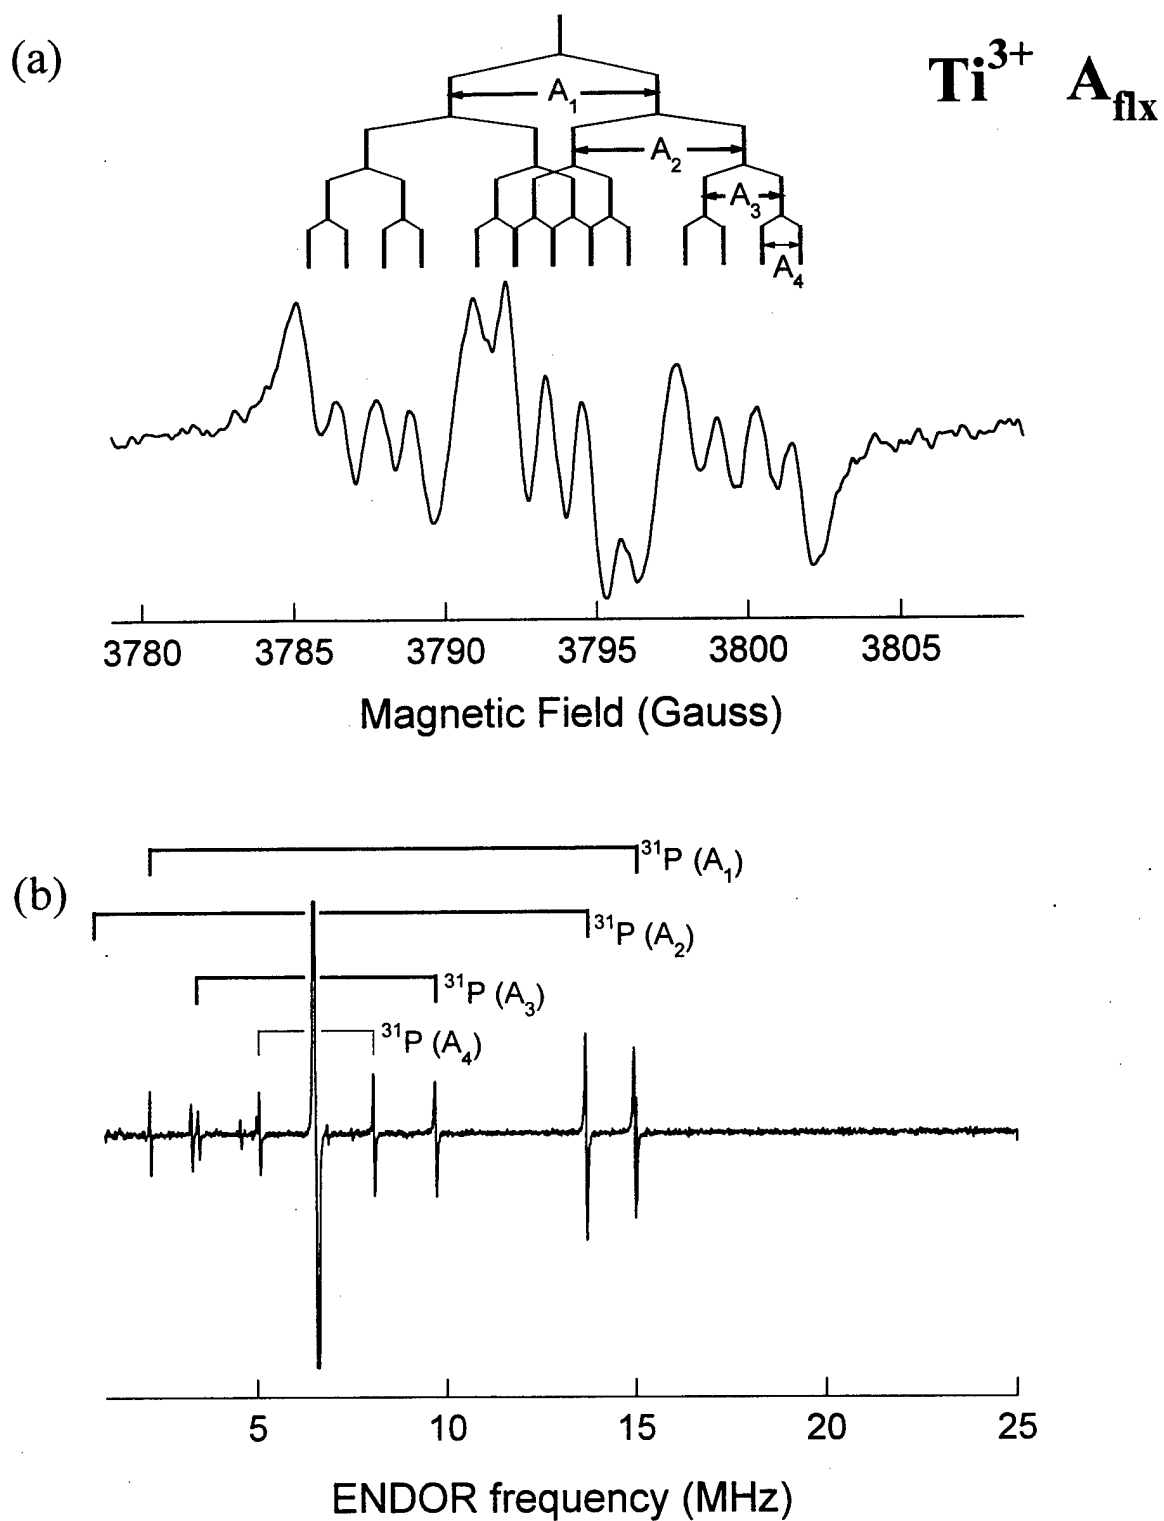 (a)
Ti³⁺ A_flx
A₁
A₂
A₃
A₄
3780 3785 3790 3795 3800 3805
Magnetic Field (Gauss)
(b)
³¹P (A₁)
³¹P (A₂)
³¹P (A₃)
³¹P (A₄)
5 10 15 20 25
ENDOR frequency (MHz)